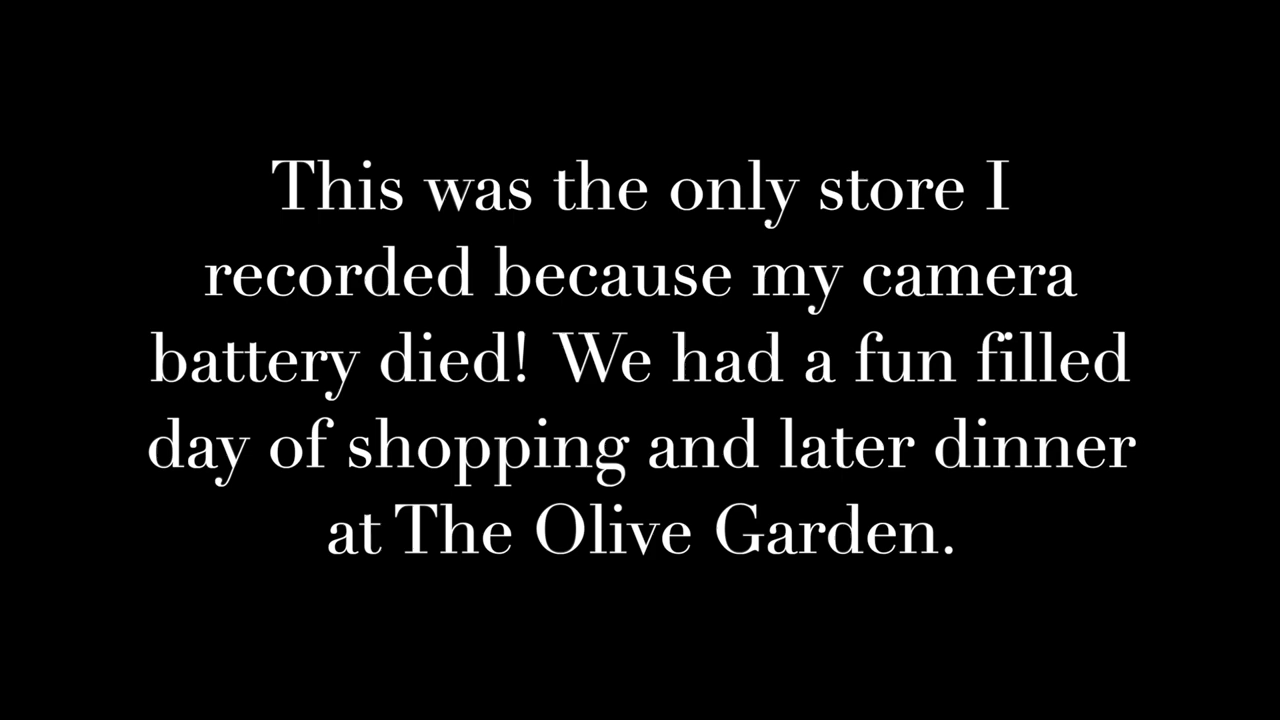 This was the only store I
recorded because my camera
battery died! We had a fun filled
day of shopping and later dinner
at The Olive Garden.